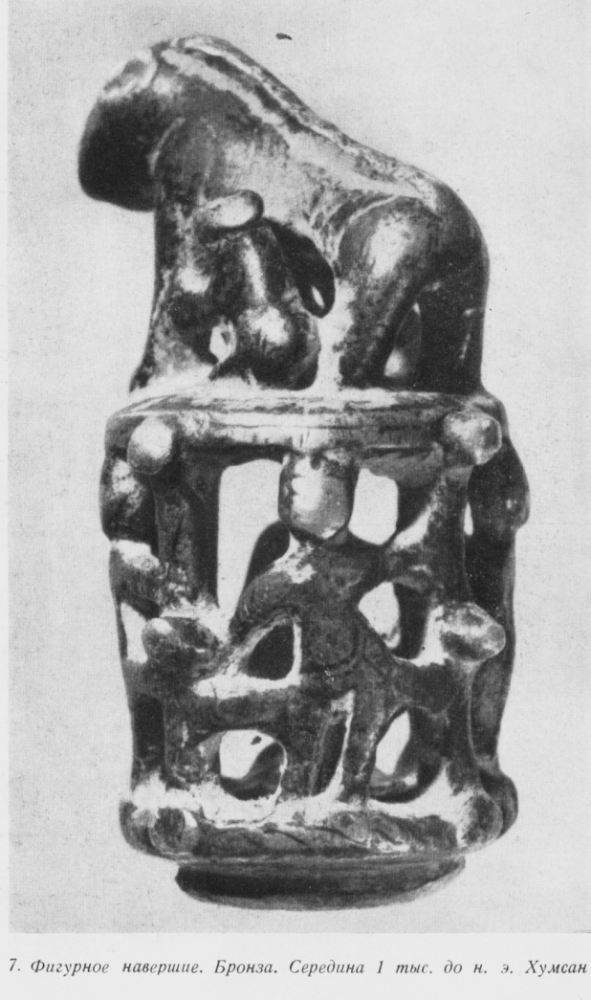 7. Фигурное навершие. Бронза. Середина 1 тыс. до н. э. Хумсан